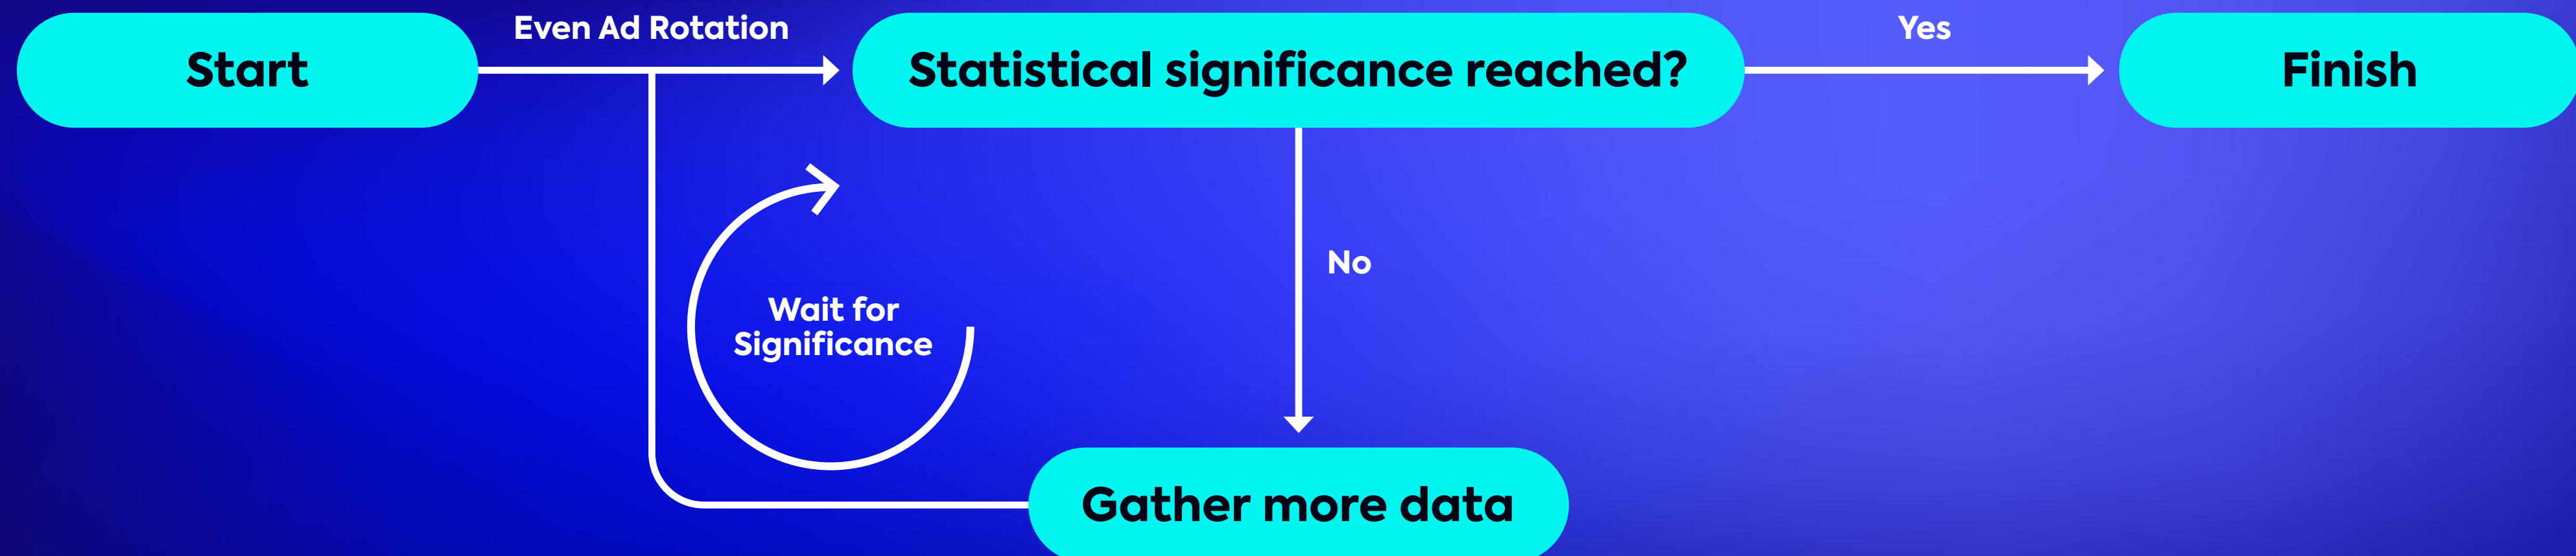 Start
Even Ad Rotation
Statistical significance reached?
Yes
Finish
No
Wait for
Significance
Gather more data